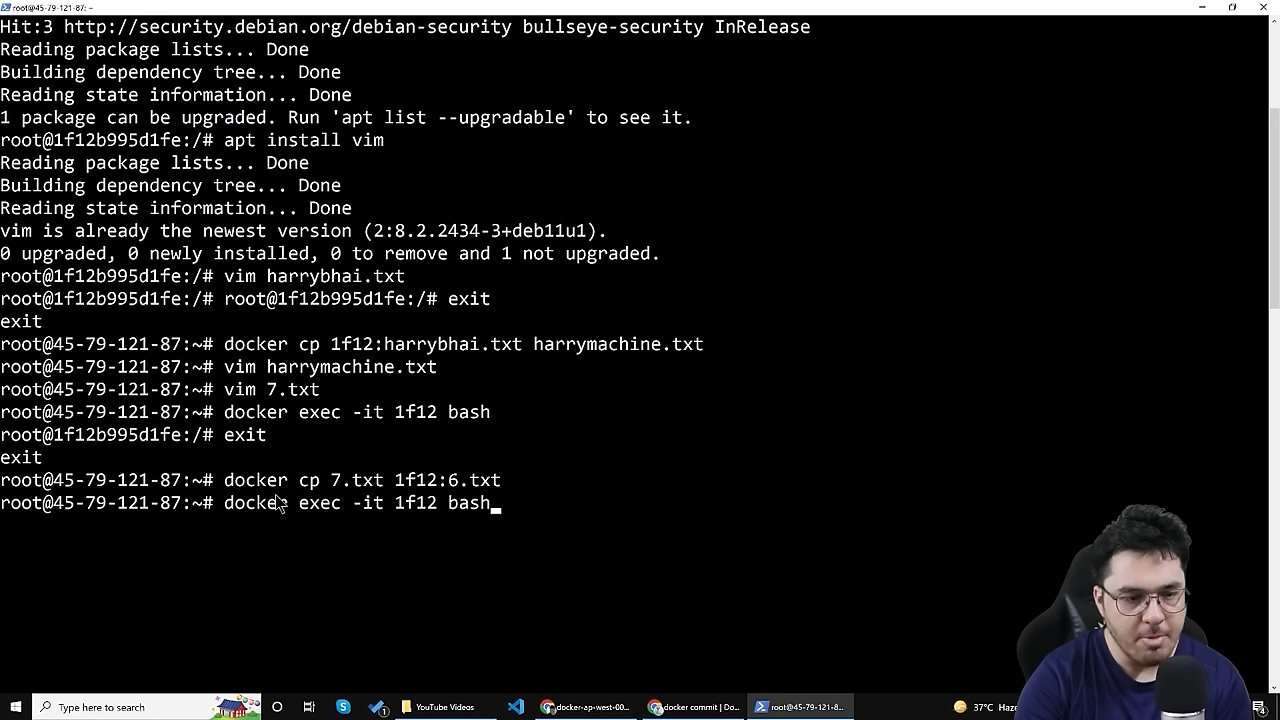 root@45-79-121-87: ~
Hit:3 http://security.debian.org/debian-security bullseye-security InRelease
Reading package lists... Done
Building dependency tree... Done
Reading state information... Done
1 package can be upgraded. Run 'apt list --upgradable' to see it.
root@1f12b995d1fe:/# apt install vim
Reading package lists... Done
Building dependency tree... Done
Reading state information... Done
vim is already the newest version (2:8.2.2434-3+deb11u1).
0 upgraded, 0 newly installed, 0 to remove and 1 not upgraded.
root@1f12b995d1fe:/# vim harrybhai.txt
root@1f12b995d1fe:/# root@1f12b995d1fe:/# exit
exit
root@45-79-121-87:~# docker cp 1f12:harrybhai.txt harrymachine.txt
root@45-79-121-87:~# vim harrymachine.txt
root@45-79-121-87:~# vim 7.txt
root@45-79-121-87:~# docker exec -it 1f12 bash
root@1f12b995d1fe:/# exit
exit
root@45-79-121-87:~# docker cp 7.txt 1f12:6.txt
root@45-79-121-87:~# docker exec -it 1f12 bash
Type here to search
YouTube Videos
docker-ap-west-00...
docker commit | Do...
root@45-79-121-8...
37°C Haze